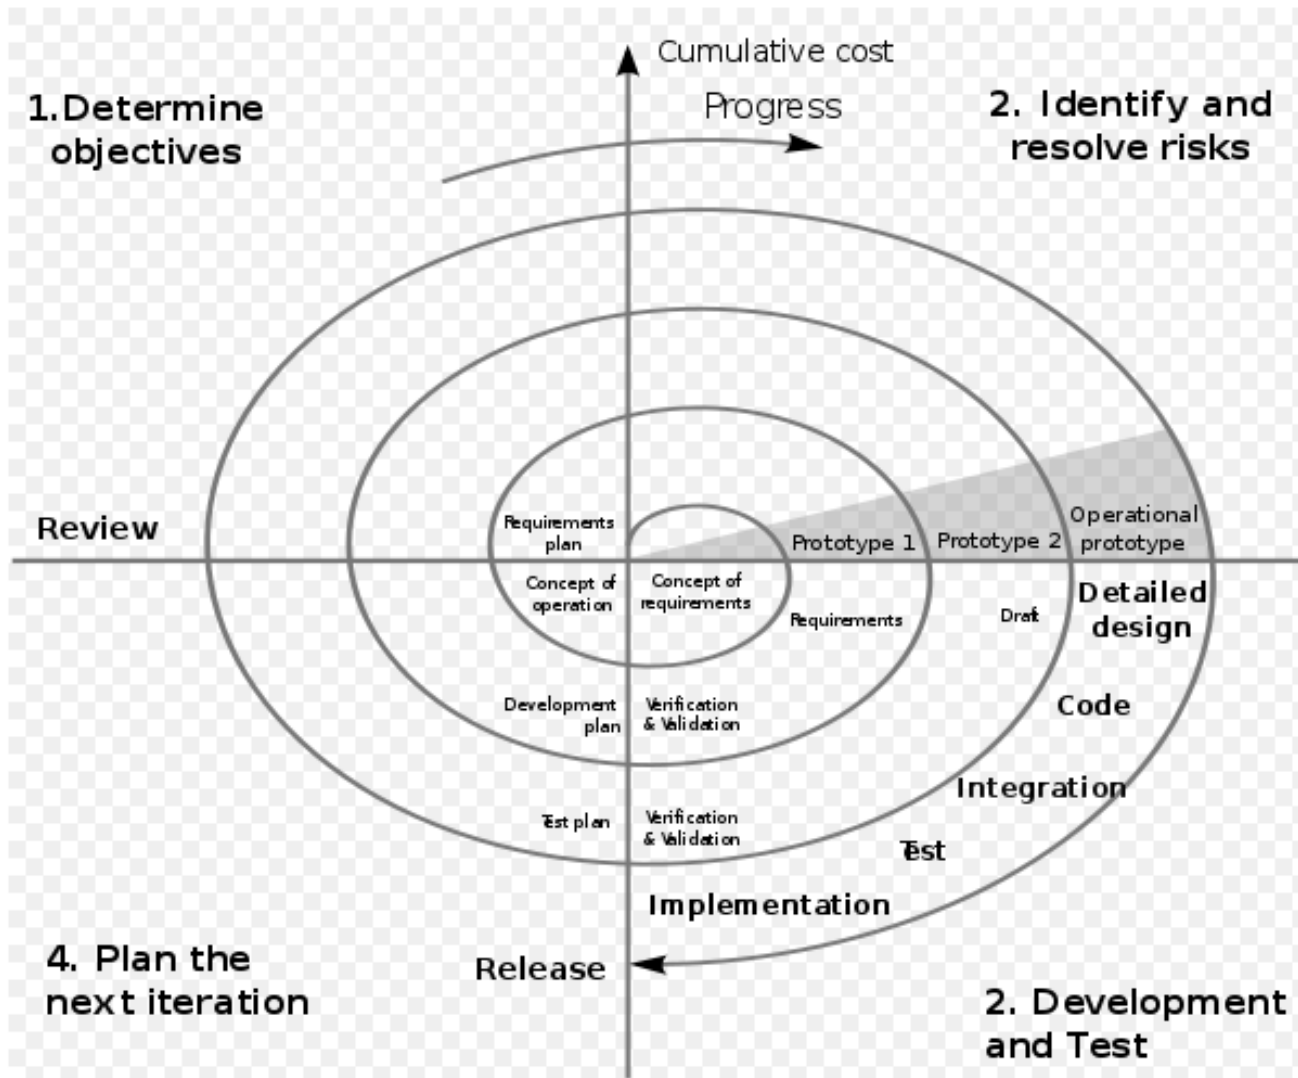 Cumulative cost
Progress
1.Determine
objectives
2. Identify and
resolve risks
Review
Requirements
plan
Concept of
operation
Concept of
requirements
Prototype 1
Prototype 2
Operational
prototype
Requirements
Draft
Detailed
design
Development
plan
Verification
& Validation
Code
Integration
Test plan
Verification
& Validation
Test
Implementation
Release
4. Plan the
next iteration
2. Development
and Test